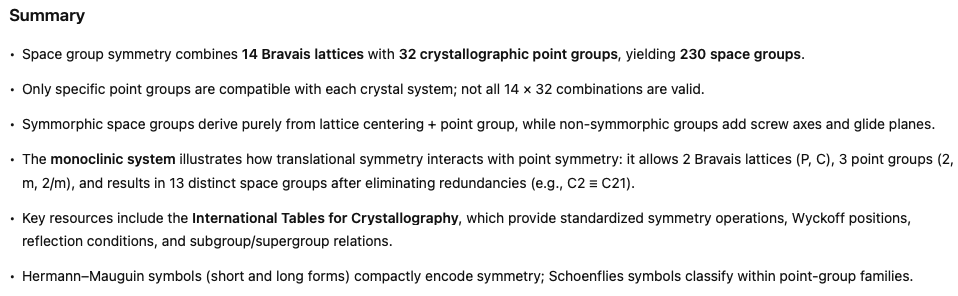 Summary
• Space group symmetry combines 14 Bravais lattices with 32 crystallographic point groups, yielding 230 space groups.
• Only specific point groups are compatible with each crystal system; not all 14 × 32 combinations are valid.
• Symmorphic space groups derive purely from lattice centering + point group, while non-symmorphic groups add screw axes and glide planes.
• The monoclinic system illustrates how translational symmetry interacts with point symmetry: it allows 2 Bravais lattices (P, C), 3 point groups (2,
m, 2/m), and results in 13 distinct space groups after eliminating redundancies (e.g., C2 ≡ C21).
• Key resources include the International Tables for Crystallography, which provide standardized symmetry operations, Wyckoff positions,
reflection conditions, and subgroup/supergroup relations.
• Hermann–Mauguin symbols (short and long forms) compactly encode symmetry; Schoenflies symbols classify within point-group families.